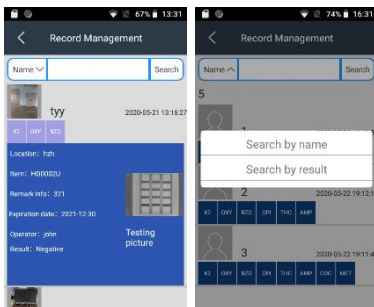 67% 13:31
Record Management
Name Search
tyy 2020-05-21 13:16:27
K2 OXY BZO
Location: hzh
Item: HD0002U
Remark info: 321
Expiration date: 2021-12-30
Operator: john
Result: Negative
Testing
picture
74% 16:31
Record Management
Name Search
5
1
Search by name
Search by result
2 2020-05-22 19:12:1
K2 OXY BZO OPI THC AMP
3 2020-05-22 19:11:4
K2 OXY BZO OPI THC AMP COC MET